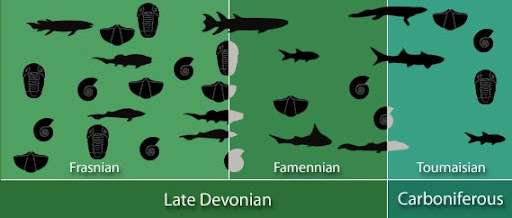 Frasnian
Famennian
Tournaisian
Late Devonian
Carboniferous